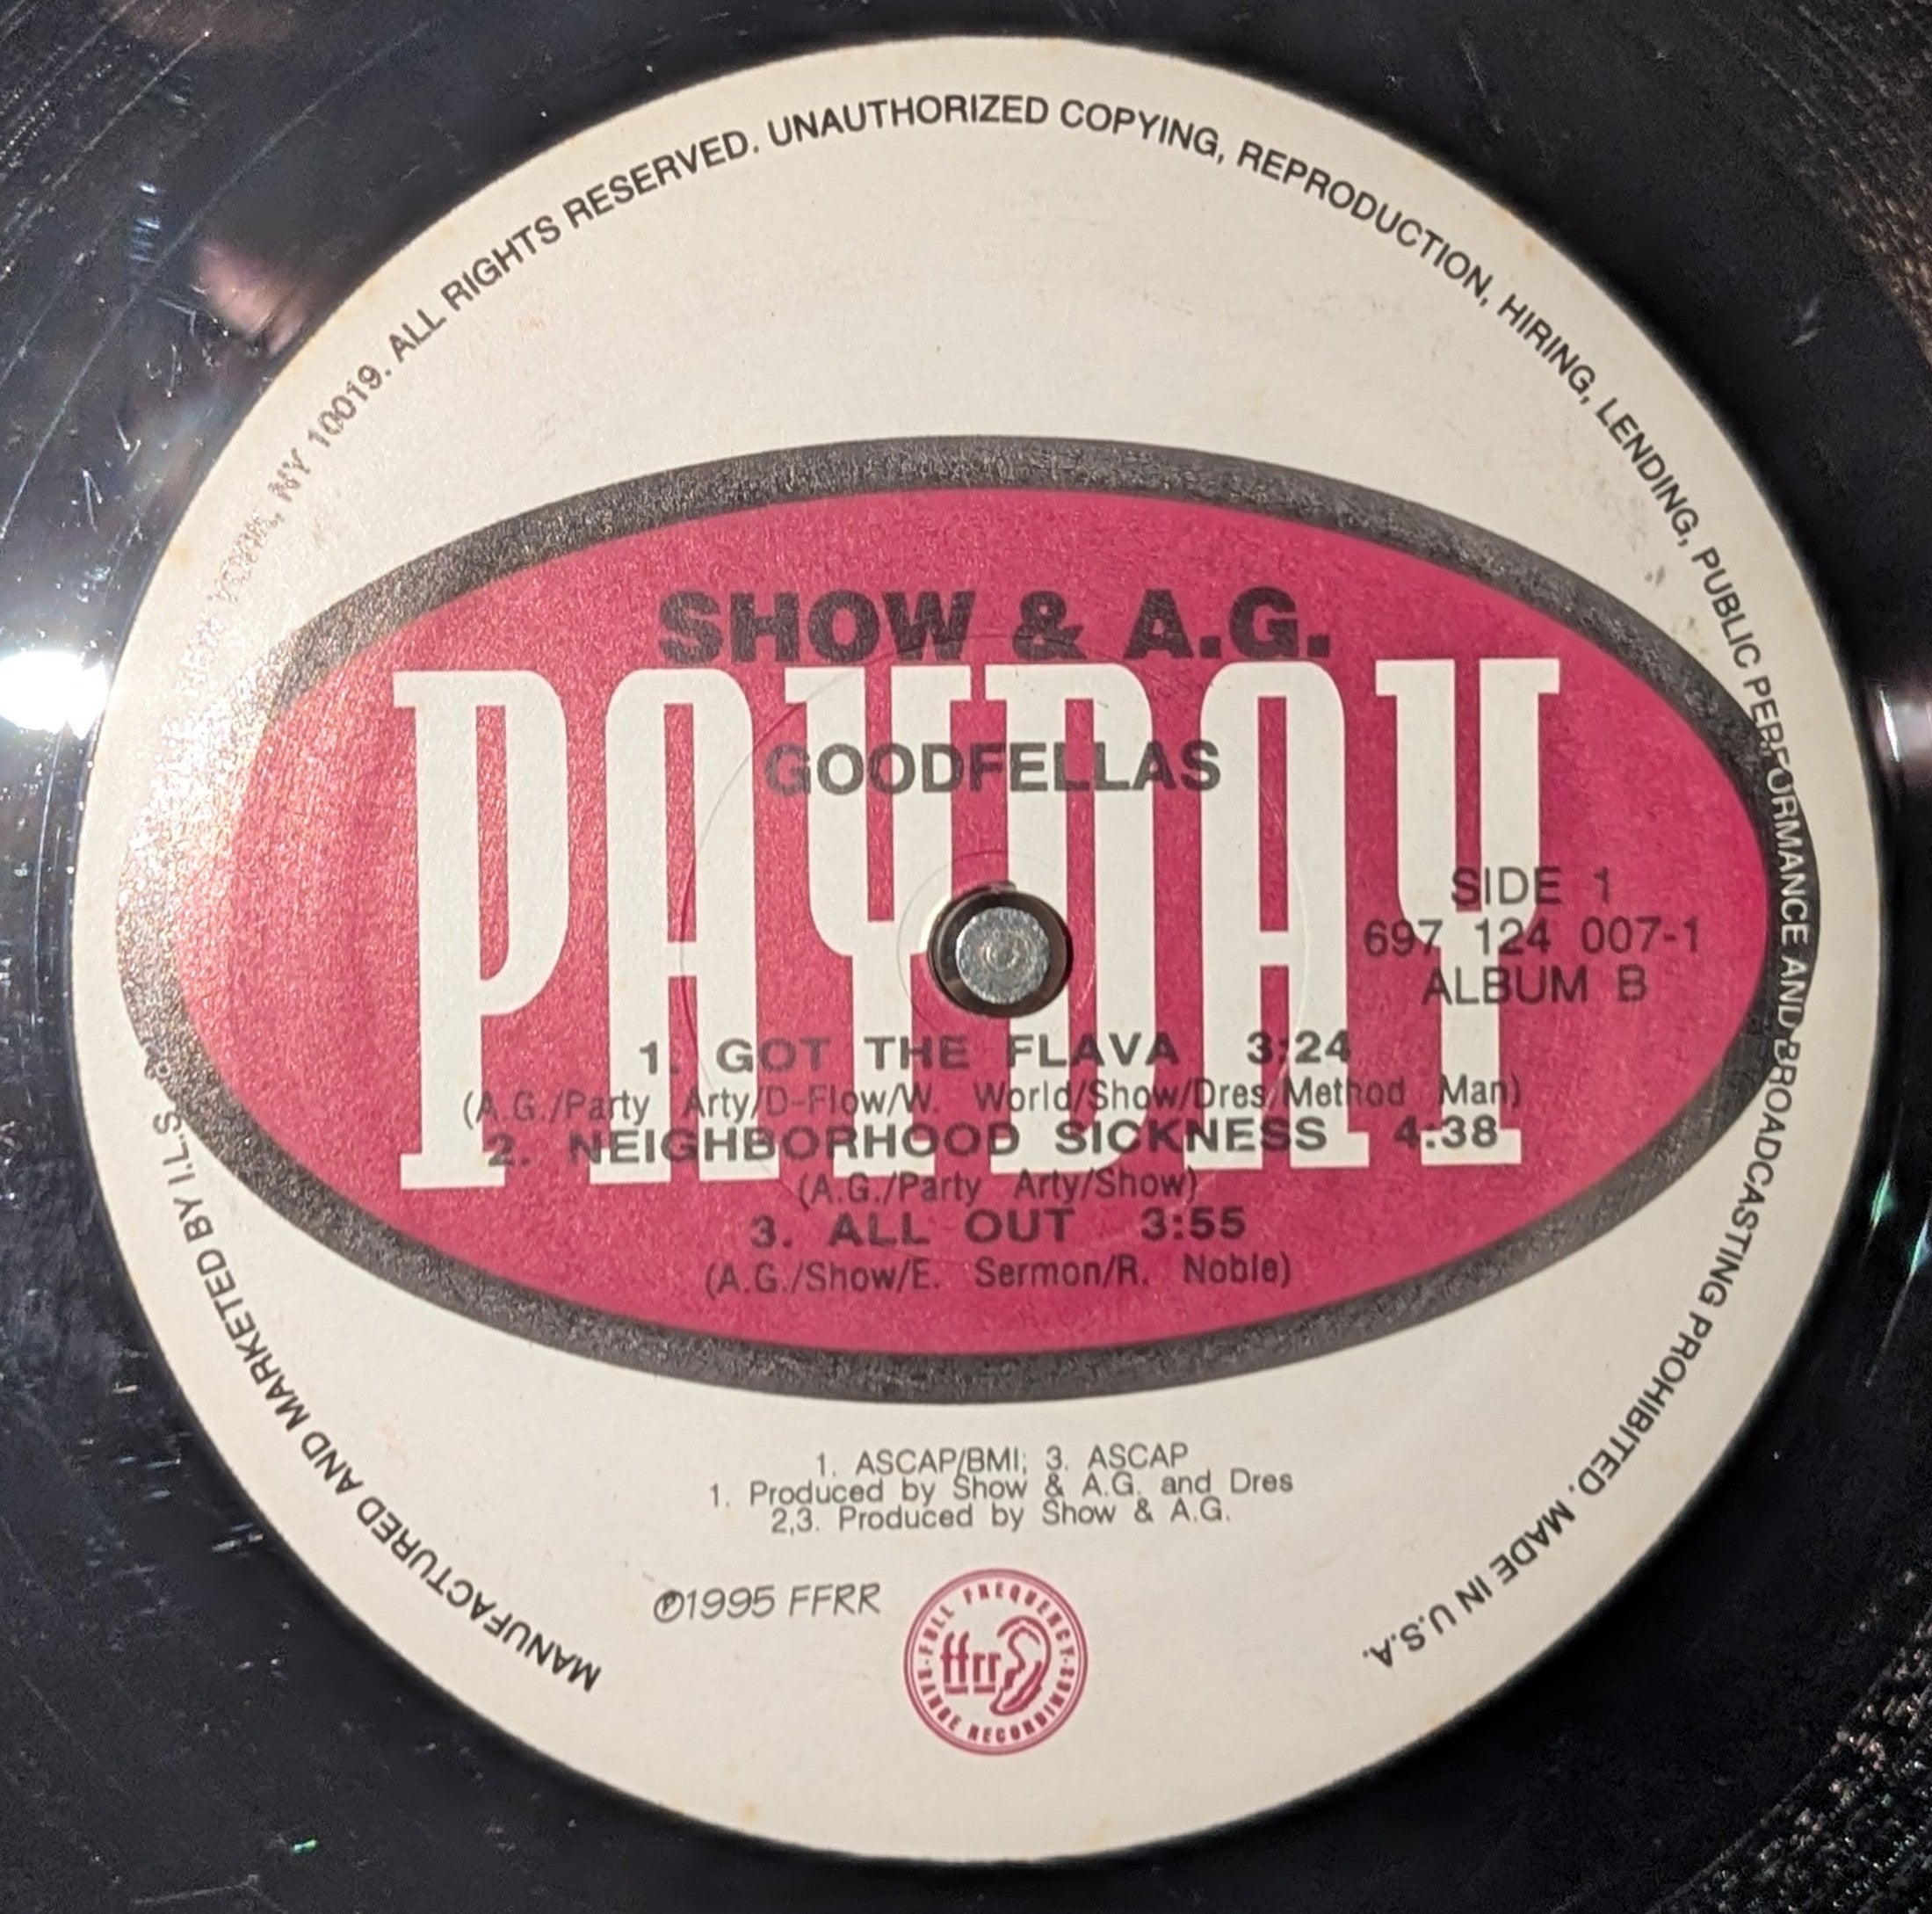 MANUFACTURED AND MARKETED BY I.L.S. NY 10019. ALL RIGHTS RESERVED. UNAUTHORIZED COPYING, REPRODUCTION, HIRING, LENDING, PUBLIC PERFORMANCE AND BROADCASTING PROHIBITED. MADE IN U.S.A.
SHOW & A.G.
PAYDAY
GOODFELLAS
SIDE 1
697 124 007-1
ALBUM B
1. GOT THE FLAVA 3:24
(A.G./Party Arty/D-Flow/W. World/Show/Dres/Method Man)
2. NEIGHBORHOOD SICKNESS 4:38
(A.G./Party Arty/Show)
3. ALL OUT 3:55
(A.G./Show/E. Sermon/R. Noble)
1. ASCAP/BMI; 3. ASCAP
1. Produced by Show & A.G. and Dres
2,3. Produced by Show & A.G.
℗1995 FFRR
FULL FREQUENCY
ffrr
RANGE RECORDINGS